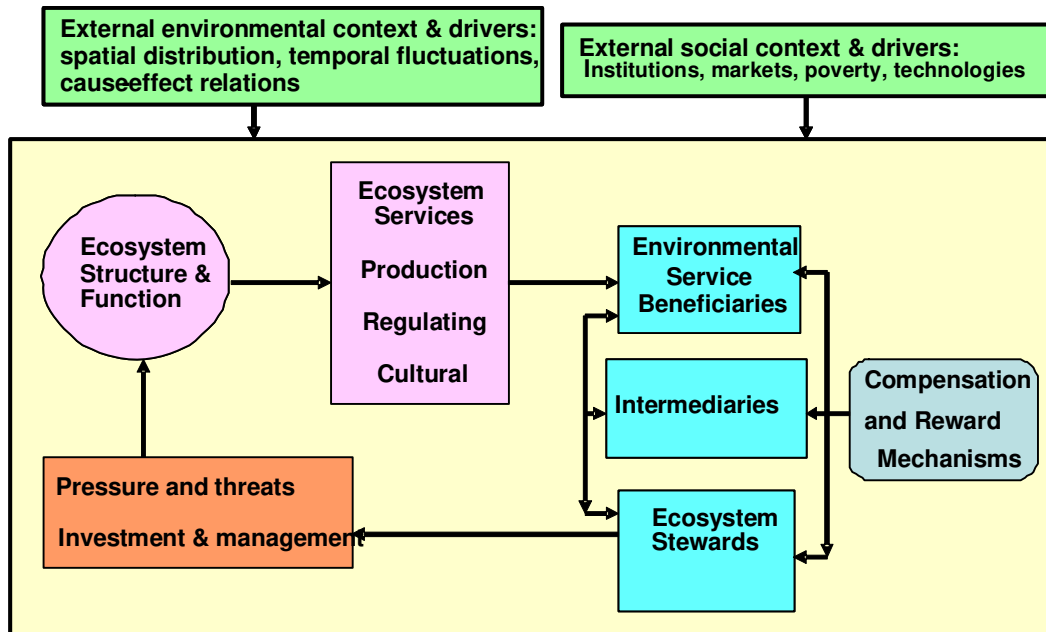 External environmental context & drivers:
spatial distribution, temporal fluctuations,
cause-effect relations
External social context & drivers:
Institutions, markets, poverty, technologies
Ecosystem
Structure &
Function
Ecosystem
Services
Production
Regulating
Cultural
Environmental
Service
Beneficiaries
Intermediaries
Compensation
and Reward
Mechanisms
Pressure and threats
Investment & management
Ecosystem
Stewards